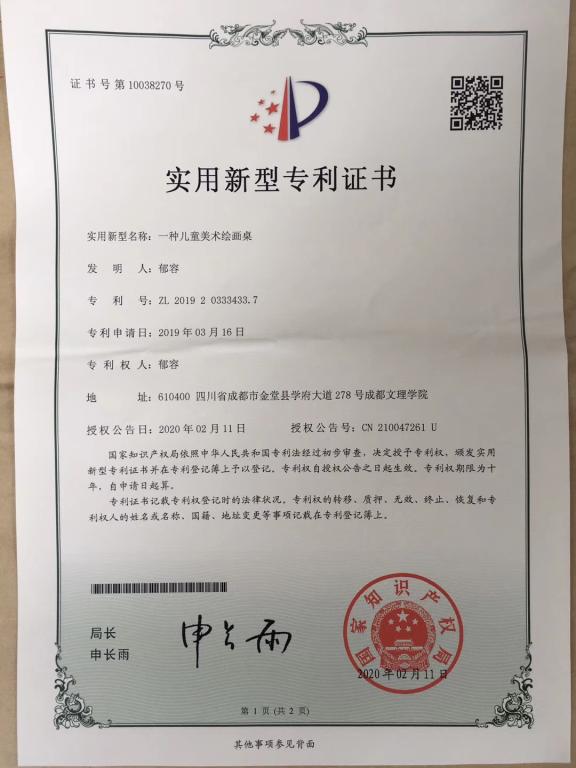 证书号第10038270号
实用新型专利证书
实用新型名称：一种儿童美术绘画桌
发明人：郁容
专利号：ZL 2019 2 0333433.7
专利申请日：2019年03月16日
专利权人：郁容
地址：610400 四川省成都市金堂县学府大道278号成都文理学院
授权公告日：2020年02月11日 授权公告号：CN 210047261 U
国家知识产权局依照中华人民共和国专利法经过初步审查，决定授予专利权，颁发实用
新型专利证书并在专利登记簿上予以登记。专利权自授权公告之日起生效。专利权期限为十
年，自申请日起算。
专利证书记载专利权登记时的法律状况。专利权的转移、质押、无效、终止、恢复和专
利权人的姓名或名称、国籍、地址变更等事项记载在专利登记簿上。
局长
申长雨
申长雨
国家知识产权局
2020年02月11日
第1页(共2页)
其他事项参见背面